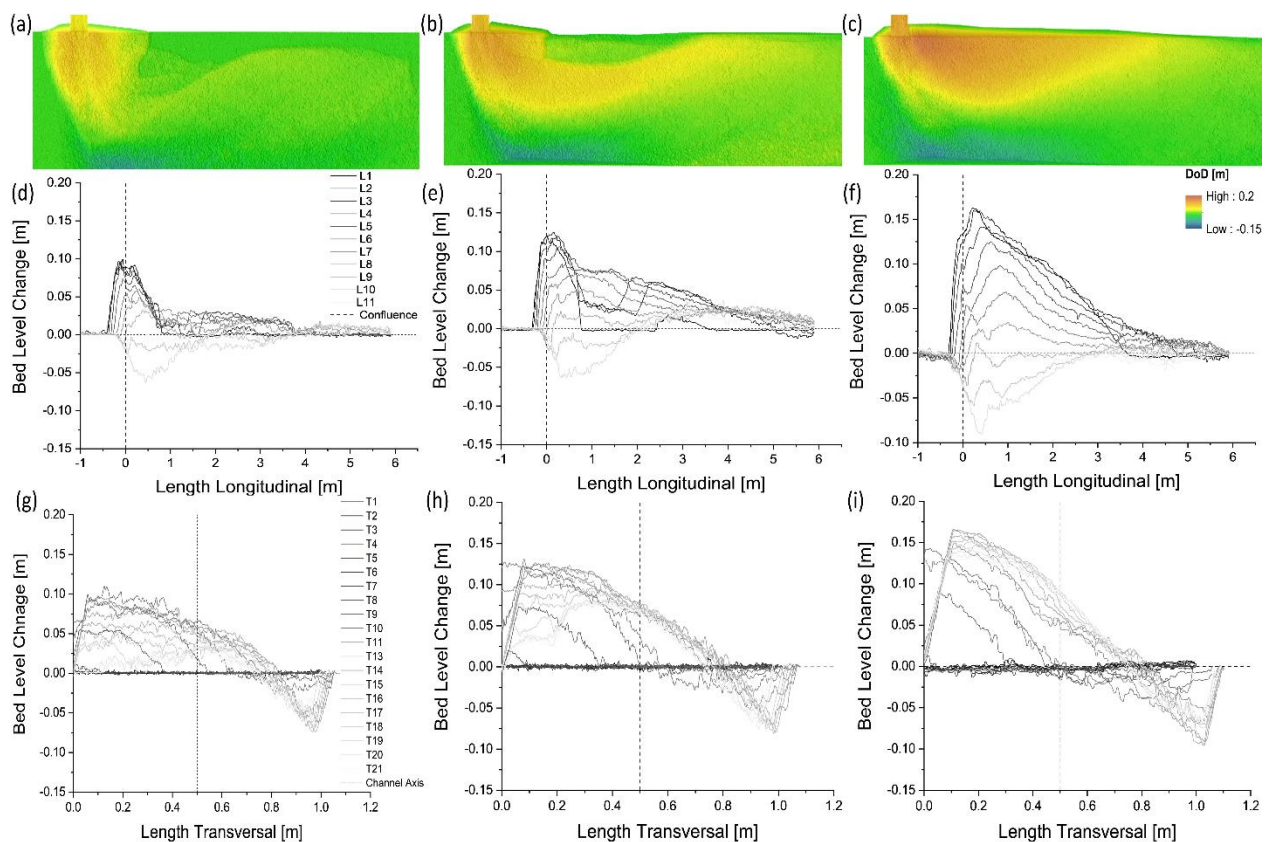 (a)
(b)
(c)
(d)
0.20
0.15
0.10
0.05
0.00
-0.05
-0.10
-0.15
Bed Level Change [m]
L1
L2
L3
L4
L5
L6
L7
L8
L9
L10
L11
Confluence
-1 0 1 2 3 4 5 6
Length Longitudinal [m]
(e)
0.20
0.15
0.10
0.05
0.00
-0.05
-0.10
-0.15
Bed Level Change [m]
-1 0 1 2 3 4 5 6
Length Longitudinal [m]
(f)
DoD [m]
High : 0.2
Low : -0.15
0.20
0.15
0.10
0.05
0.00
-0.05
-0.10
Bed Level Change [m]
-1 0 1 2 3 4 5 6
Length Longitudinal [m]
(g)
0.20
0.15
0.10
0.05
0.00
-0.05
-0.10
-0.15
Bed Level Chnage [m]
T1
T2
T3
T4
T5
T6
T7
T8
T9
T10
T11
T13
T14
T15
T16
T17
T18
T19
T20
T21
Channel Axis
0.0 0.2 0.4 0.6 0.8 1.0 1.2
Length Transversal [m]
(h)
0.20
0.15
0.10
0.05
0.00
-0.05
-0.10
-0.15
Bed Level Change [m]
0.0 0.2 0.4 0.6 0.8 1.0 1.2
Length Transversal [m]
(i)
0.20
0.15
0.10
0.05
0.00
-0.05
-0.10
-0.15
Bed Level Change [m]
0.0 0.2 0.4 0.6 0.8 1.0 1.2
Length Transversal [m]